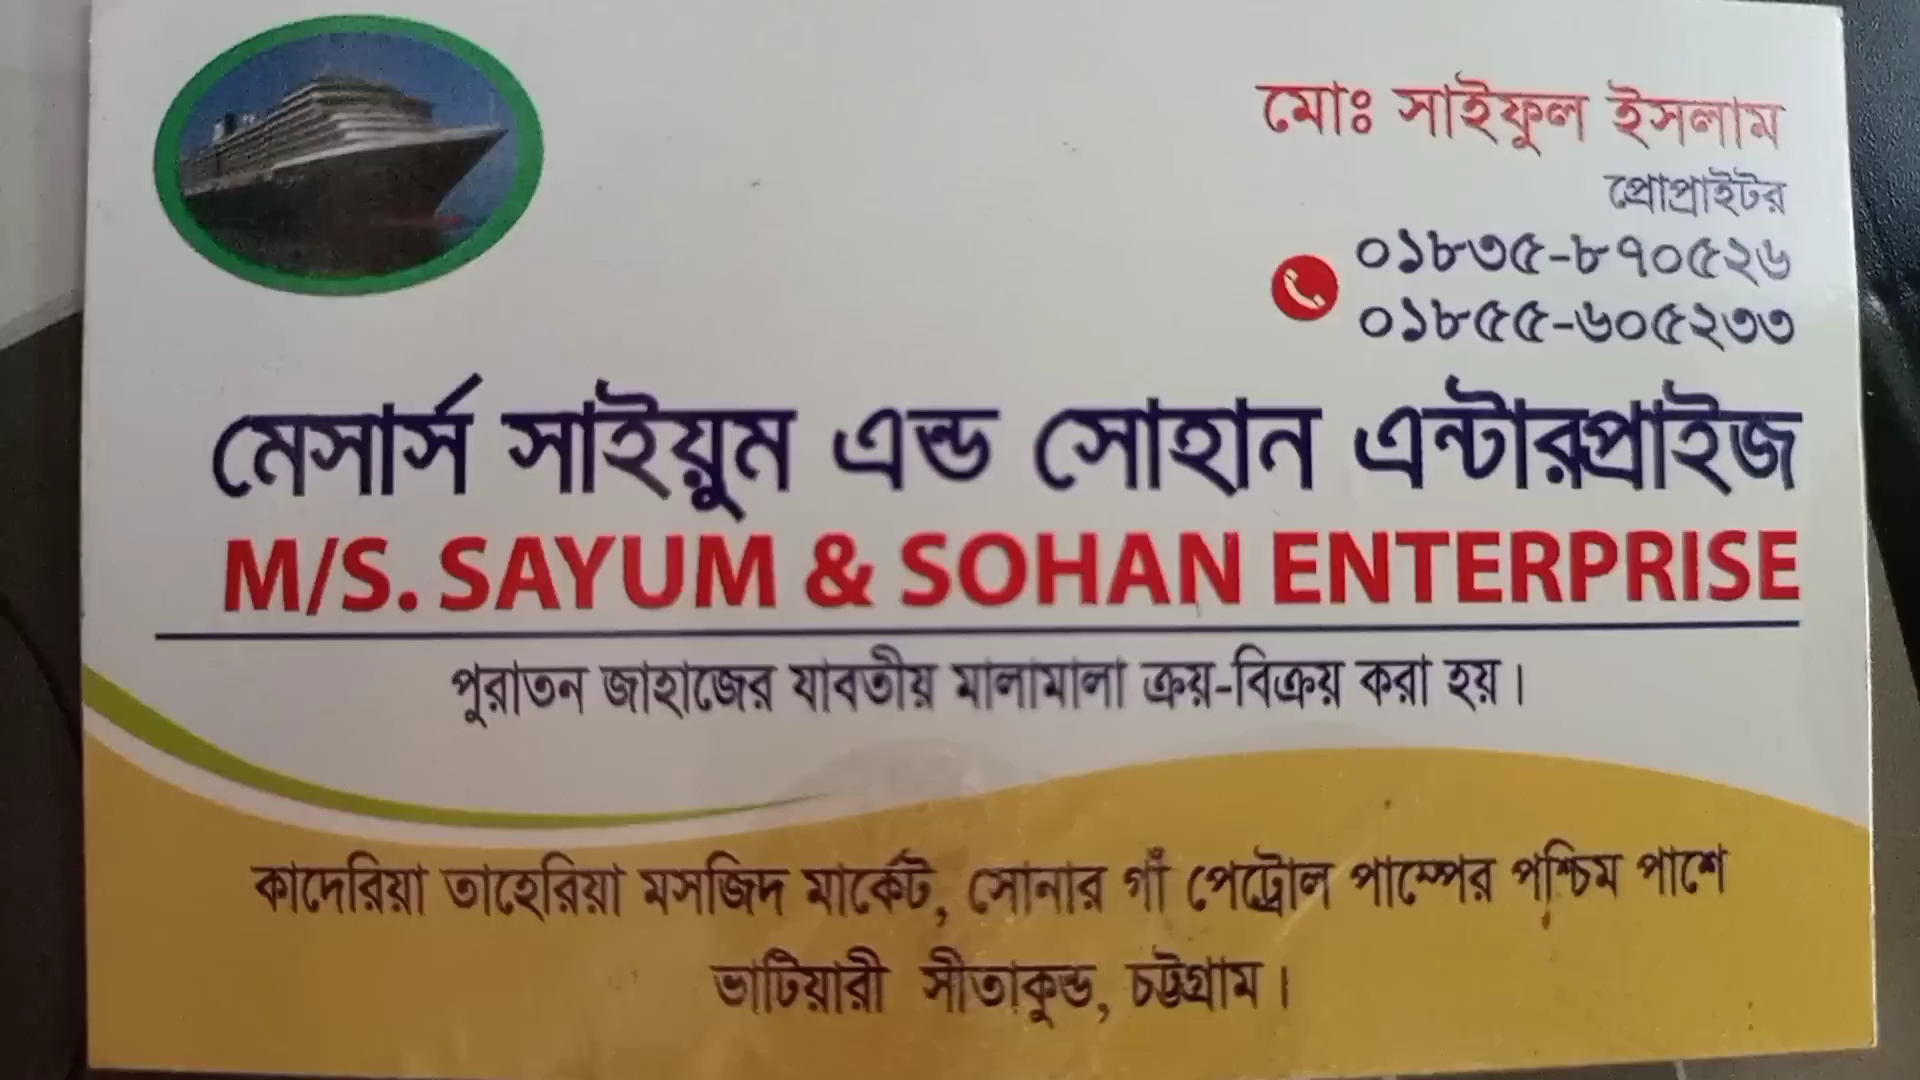 মোঃ সাইফুল ইসলাম
প্রোপ্রাইটর
০১৮৩৫-৮৭০৫২৬
০১৮৫৫-৬০৫২৩৩
মেসার্স সাইয়ুম এন্ড সোহান এন্টারপ্রাইজ
M/S. SAYUM & SOHAN ENTERPRISE
পুরাতন জাহাজের যাবতীয় মালামালা ক্রয়-বিক্রয় করা হয়।
কাদেরিয়া তাহেরিয়া মসজিদ মার্কেট, সোনার গাঁ পেট্রোল পাম্পের পশ্চিম পাশে
ভাটিয়ারী সীতাকুন্ড, চট্টগ্রাম।